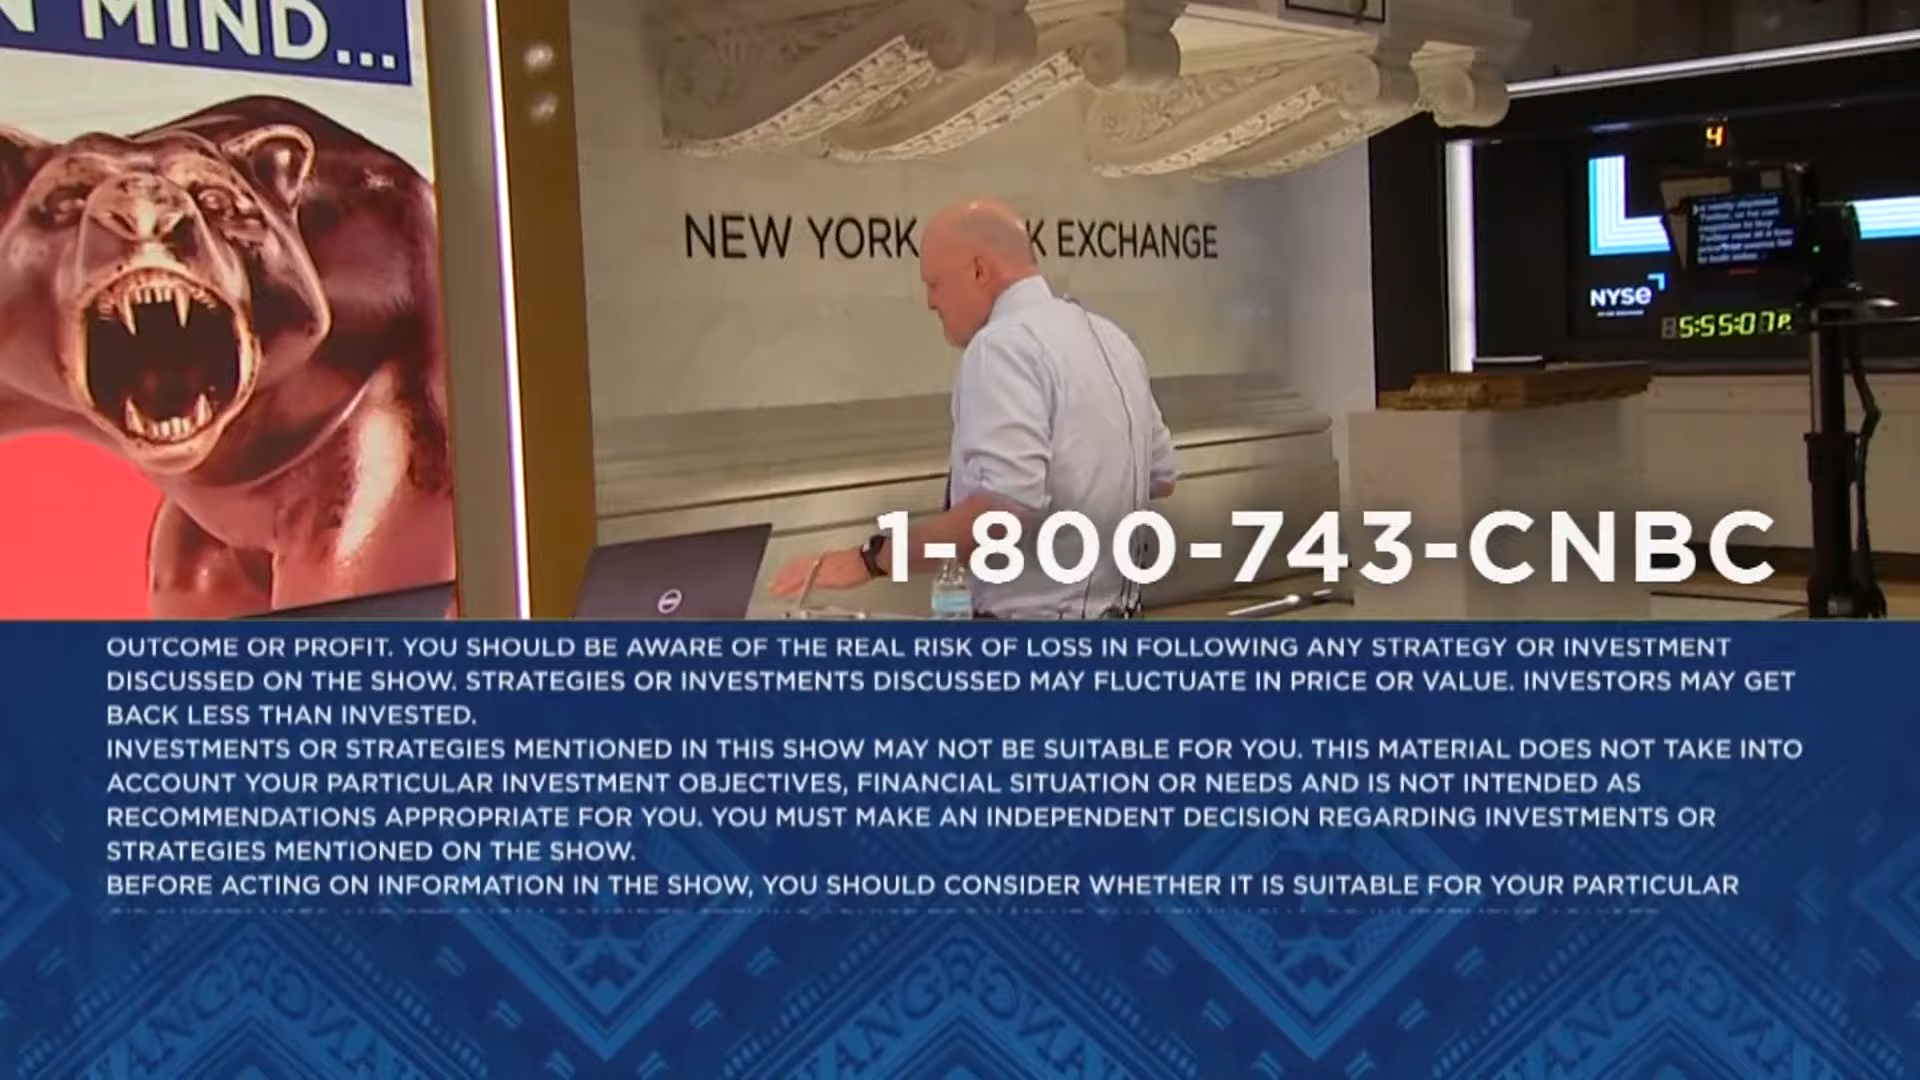 N MIND...
NEW YORK K EXCHANGE
4
NYSE
5:55:07P.
1-800-743-CNBC
OUTCOME OR PROFIT. YOU SHOULD BE AWARE OF THE REAL RISK OF LOSS IN FOLLOWING ANY STRATEGY OR INVESTMENT
DISCUSSED ON THE SHOW. STRATEGIES OR INVESTMENTS DISCUSSED MAY FLUCTUATE IN PRICE OR VALUE. INVESTORS MAY GET
BACK LESS THAN INVESTED.
INVESTMENTS OR STRATEGIES MENTIONED IN THIS SHOW MAY NOT BE SUITABLE FOR YOU. THIS MATERIAL DOES NOT TAKE INTO
ACCOUNT YOUR PARTICULAR INVESTMENT OBJECTIVES, FINANCIAL SITUATION OR NEEDS AND IS NOT INTENDED AS
RECOMMENDATIONS APPROPRIATE FOR YOU. YOU MUST MAKE AN INDEPENDENT DECISION REGARDING INVESTMENTS OR
STRATEGIES MENTIONED ON THE SHOW.
BEFORE ACTING ON INFORMATION IN THE SHOW, YOU SHOULD CONSIDER WHETHER IT IS SUITABLE FOR YOUR PARTICULAR